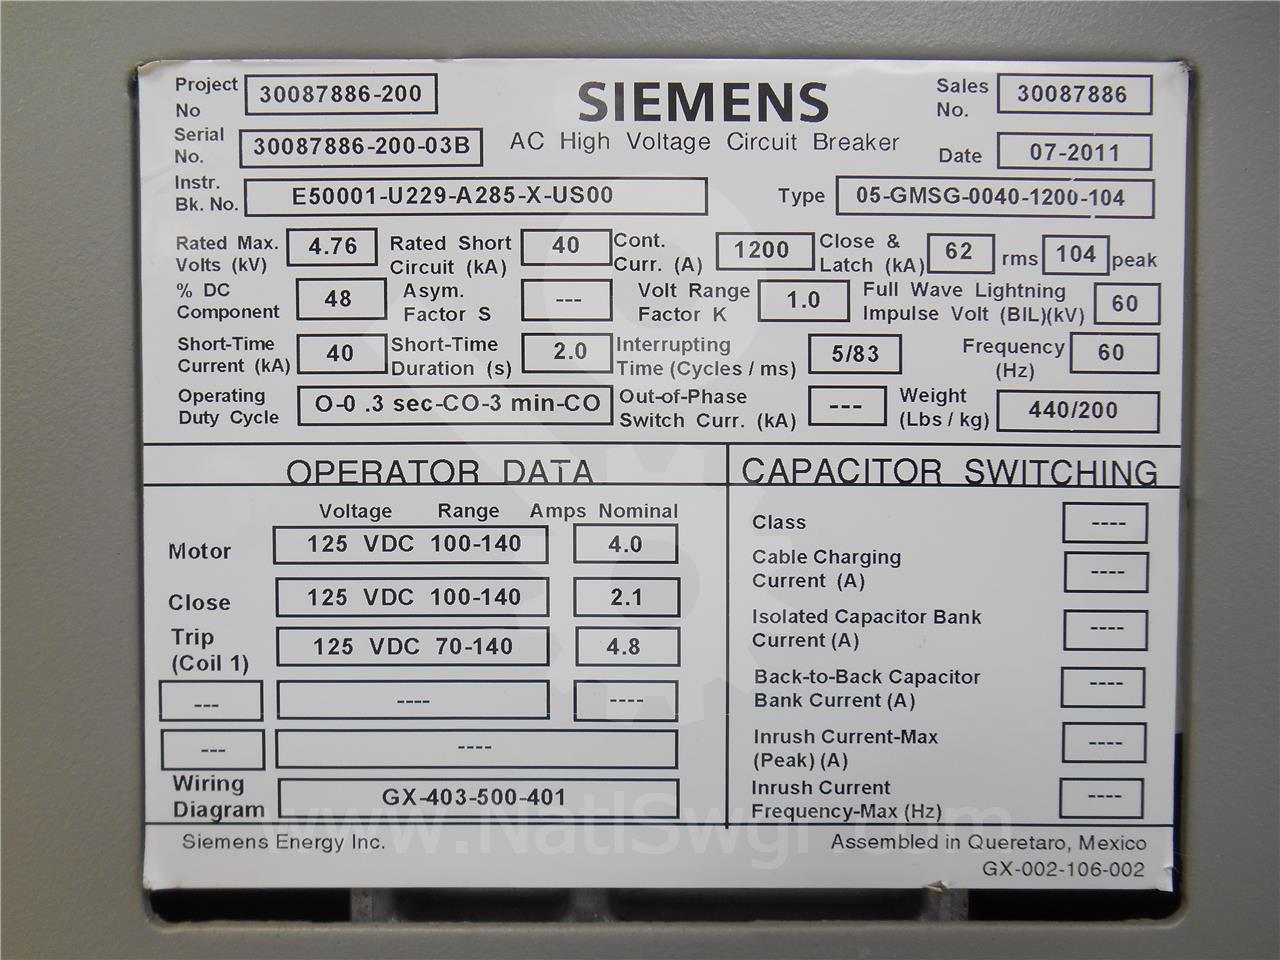 Project No 30087886-200 SIEMENS Sales No. 30087886
Serial No. 30087886-200-03B AC High Voltage Circuit Breaker Date 07-2011
Instr. Bk. No. E50001-U229-A285-X-US00 Type 05-GMSG-0040-1200-104
Rated Max. Volts (kV) 4.76 Rated Short Circuit (kA) 40 Cont. Curr. (A) 1200 Close & Latch (kA) 62 rms 104 peak
% DC Component 48 Asym. Factor S --- Volt Range Factor K 1.0 Full Wave Lightning Impulse Volt (BIL)(kV) 60
Short-Time Current (kA) 40 Short-Time Duration (s) 2.0 Interrupting Time (Cycles / ms) 5/83 Frequency (Hz) 60
Operating Duty Cycle O-0 .3 sec-CO-3 min-CO Out-of-Phase Switch Curr. (kA) --- Weight (Lbs / kg) 440/200
OPERATOR DATA
Voltage Range Amps Nominal
Motor 125 VDC 100-140 4.0
Close 125 VDC 100-140 2.1
Trip (Coil 1) 125 VDC 70-140 4.8
--- ---- ----
--- ----
Wiring Diagram GX-403-500-401
CAPACITOR SWITCHING
Class ----
Cable Charging Current (A) ----
Isolated Capacitor Bank Current (A) ----
Back-to-Back Capacitor Bank Current (A) ----
Inrush Current-Max (Peak) (A) ----
Inrush Current Frequency-Max (Hz) ----
www.NatlSwgr.com
Siemens Energy Inc. Assembled in Queretaro, Mexico
GX-002-106-002